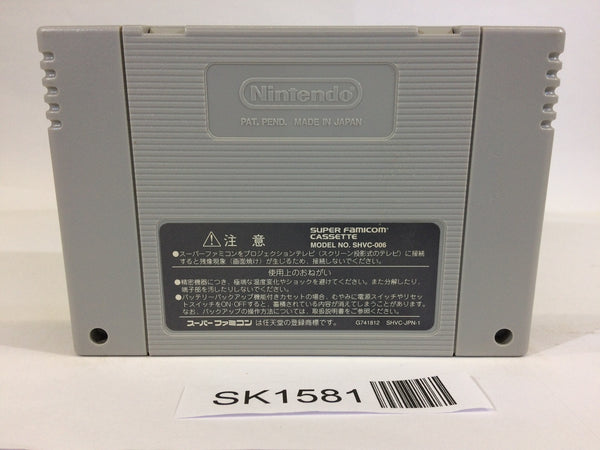 Nintendo
PAT. PEND. MADE IN JAPAN
注意
SUPER FAMICOM
CASSETTE
MODEL NO. SHVC-006
●スーパーファミコンをプロジェクションテレビ（スクリーン投影式のテレビ）に接続
すると残像現象（画面焼け）が生じるため、接続しないでください。
使用上のおねがい
●精密機器につき、極端な温度変化やショックを避けてください。また分解したり、
端子部を汚したりしないでください。
●バッテリーバックアップ機能付きカセットの場合、むやみに電源スイッチやリセ
ットスイッチをON・OFFすると、蓄積されている内容が消えてしまうことがあります。
なお、バックアップの操作方法については、取扱説明書をご参照ください。
スーパーファミコン は任天堂の登録商標です。 G741812 SHVC-JPN-1
SK1581